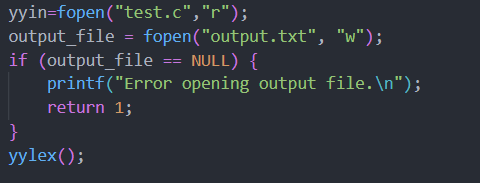 yyin=fopen("test.c","r");
output_file = fopen("output.txt", "w");
if (output_file == NULL) {
    printf("Error opening output file.\n");
    return 1;
}
yylex();